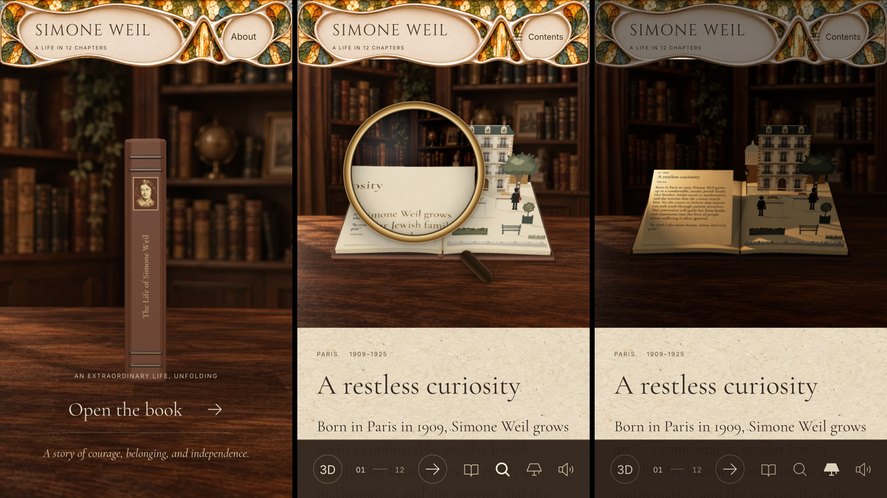 SIMONE WEIL
A LIFE IN 12 CHAPTERS
About
The Life of Simone Weil
AN EXTRAORDINARY LIFE, UNFOLDING
Open the book
A story of courage, belonging, and independence.
SIMONE WEIL
A LIFE IN 12 CHAPTERS
Contents
osity
imone Weil grows
r Jewish famil
PARIS 1909–1925
A restless curiosity
Born in Paris in 1909, Simone Weil grows
3D 01 12
SIMONE WEIL
A LIFE IN 12 CHAPTERS
Contents
A restless curiosity
PARIS 1909–1925
A restless curiosity
Born in Paris in 1909, Simone Weil grows
3D 01 12